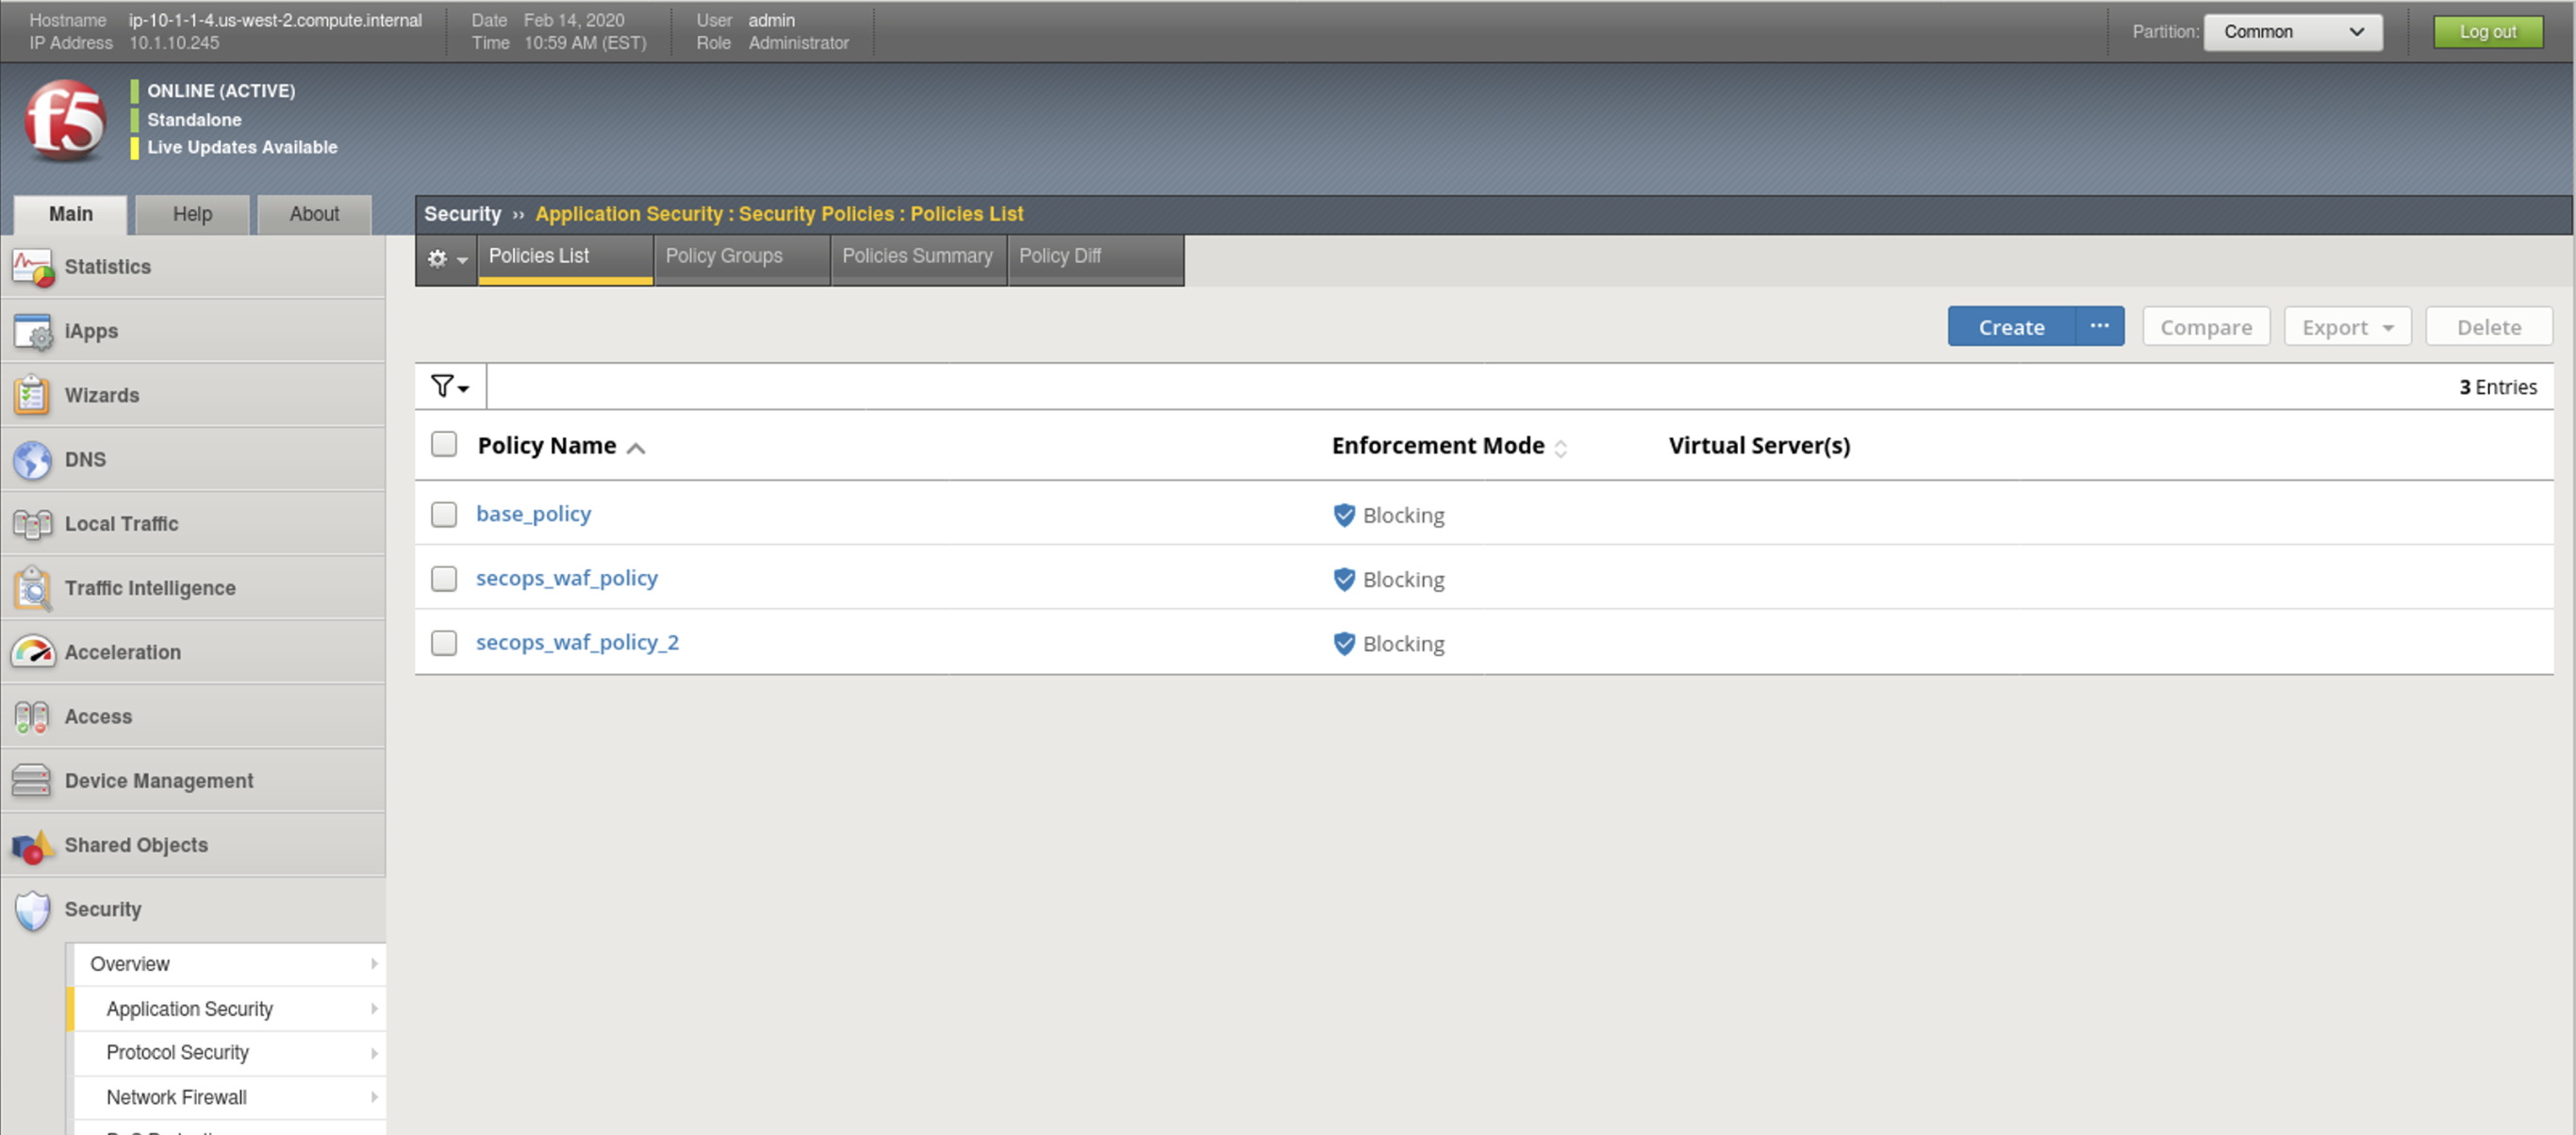 Hostname ip-10-1-1-4.us-west-2.compute.internal Date Feb 14, 2020 User admin Partition: Common Log out
IP Address 10.1.10.245 Time 10:59 AM (EST) Role Administrator
f5
ONLINE (ACTIVE)
Standalone
Live Updates Available
Main Help About
Security ›› Application Security : Security Policies : Policies List
Policies List Policy Groups Policies Summary Policy Diff
Create ··· Compare Export Delete
3 Entries
Policy Name Enforcement Mode Virtual Server(s)
base_policy Blocking
secops_waf_policy Blocking
secops_waf_policy_2 Blocking
Statistics
iApps
Wizards
DNS
Local Traffic
Traffic Intelligence
Acceleration
Access
Device Management
Shared Objects
Security
Overview
Application Security
Protocol Security
Network Firewall